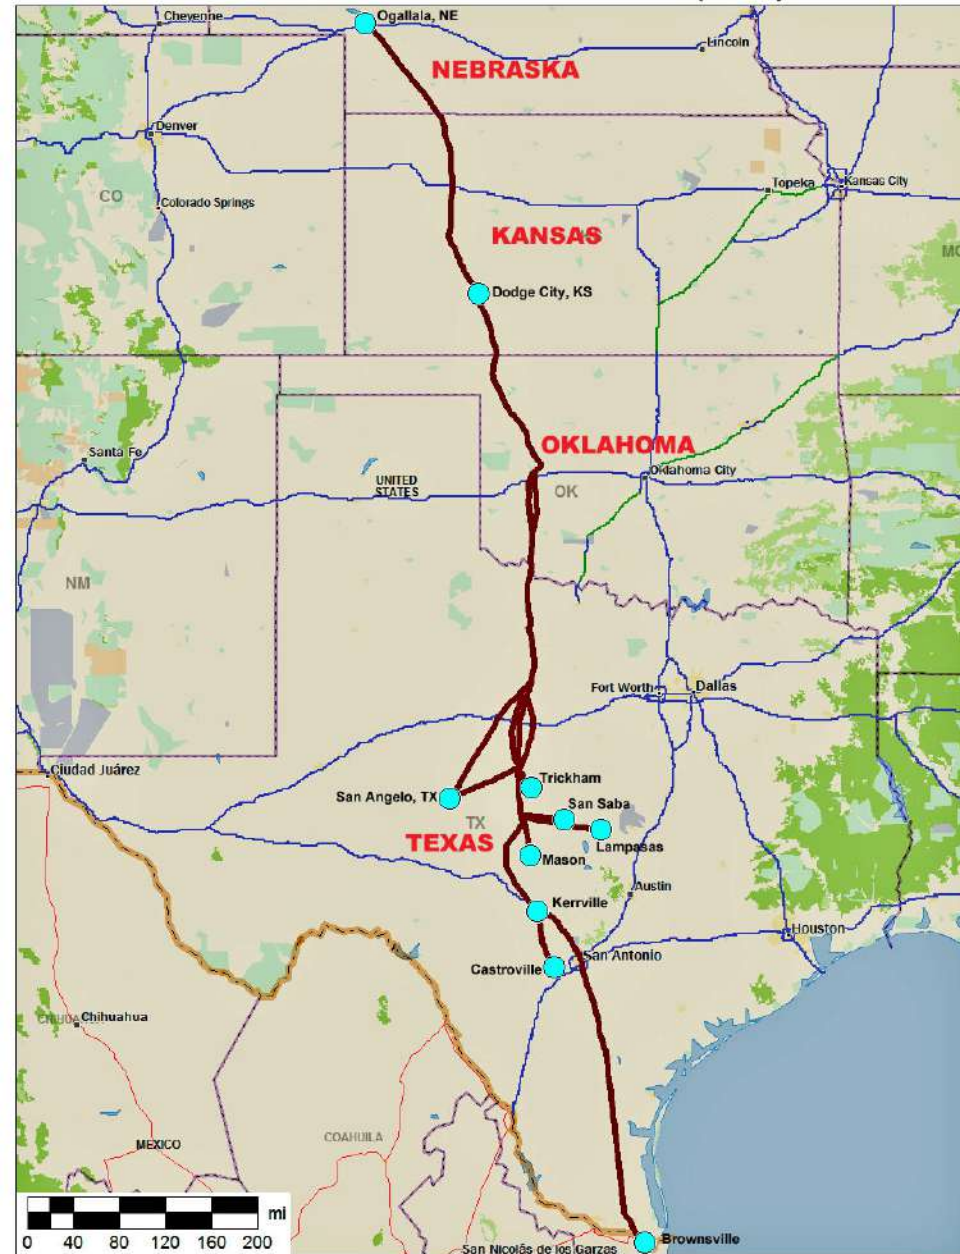 Cheyenne
Ogallala, NE
Lincoln
NEBRASKA
Denver
Topeka
Kansas City
CO
Colorado Springs
KANSAS
MO
Dodge City, KS
OKLAHOMA
Santa Fe
UNITED
STATES
Oklahoma City
OK
NM
Fort Worth
Dallas
Ciudad Juárez
Trickham
San Angelo, TX
San Saba
TX
TEXAS
Lampasas
Mason
Austin
Kerrville
Houston
San Antonio
Castroville
Chihuahua
COAHUILA
MEXICO
mi
0 40 80 120 160 200
Brownsville
San Nicolás de los Garzas